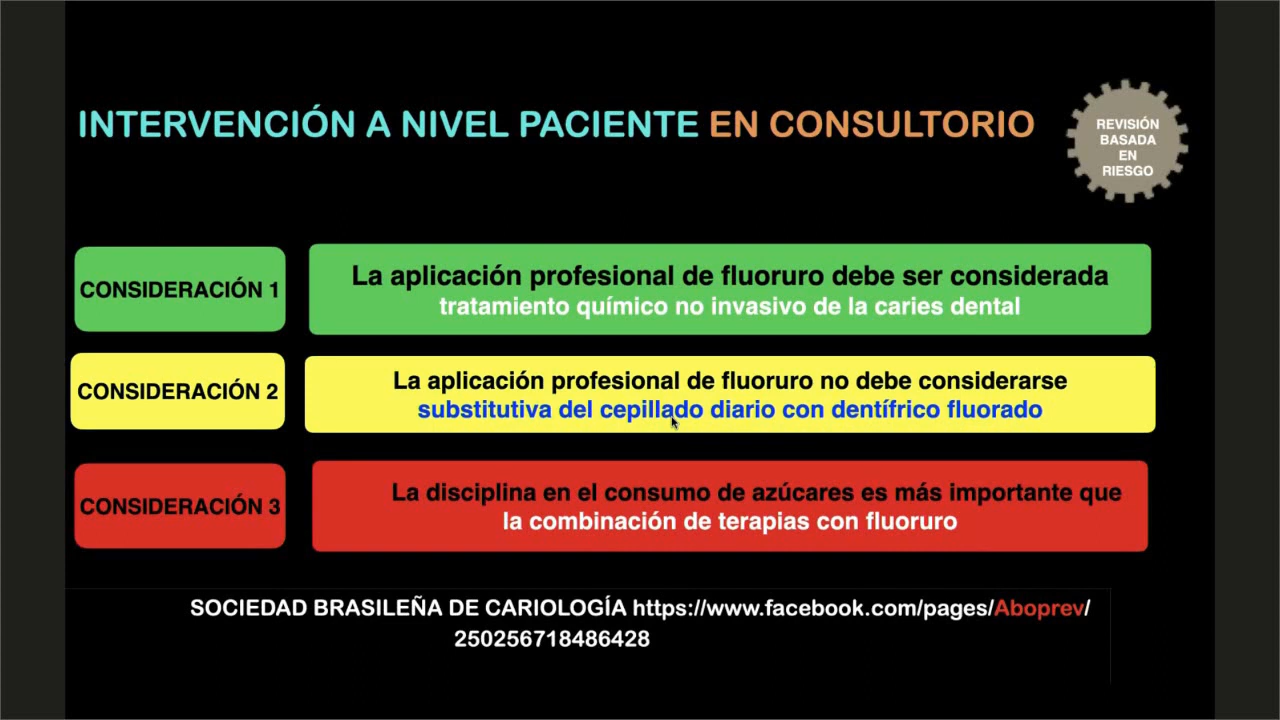 INTERVENCIÓN A NIVEL PACIENTE EN CONSULTORIO
REVISIÓN
BASADA
EN
RIESGO
CONSIDERACIÓN 1
La aplicación profesional de fluoruro debe ser considerada
tratamiento químico no invasivo de la caries dental
CONSIDERACIÓN 2
La aplicación profesional de fluoruro no debe considerarse
substitutiva del cepillado diario con dentífrico fluorado
CONSIDERACIÓN 3
La disciplina en el consumo de azúcares es más importante que
la combinación de terapias con fluoruro
SOCIEDAD BRASILEÑA DE CARIOLOGÍA https://www.facebook.com/pages/Aboprev/
250256718486428